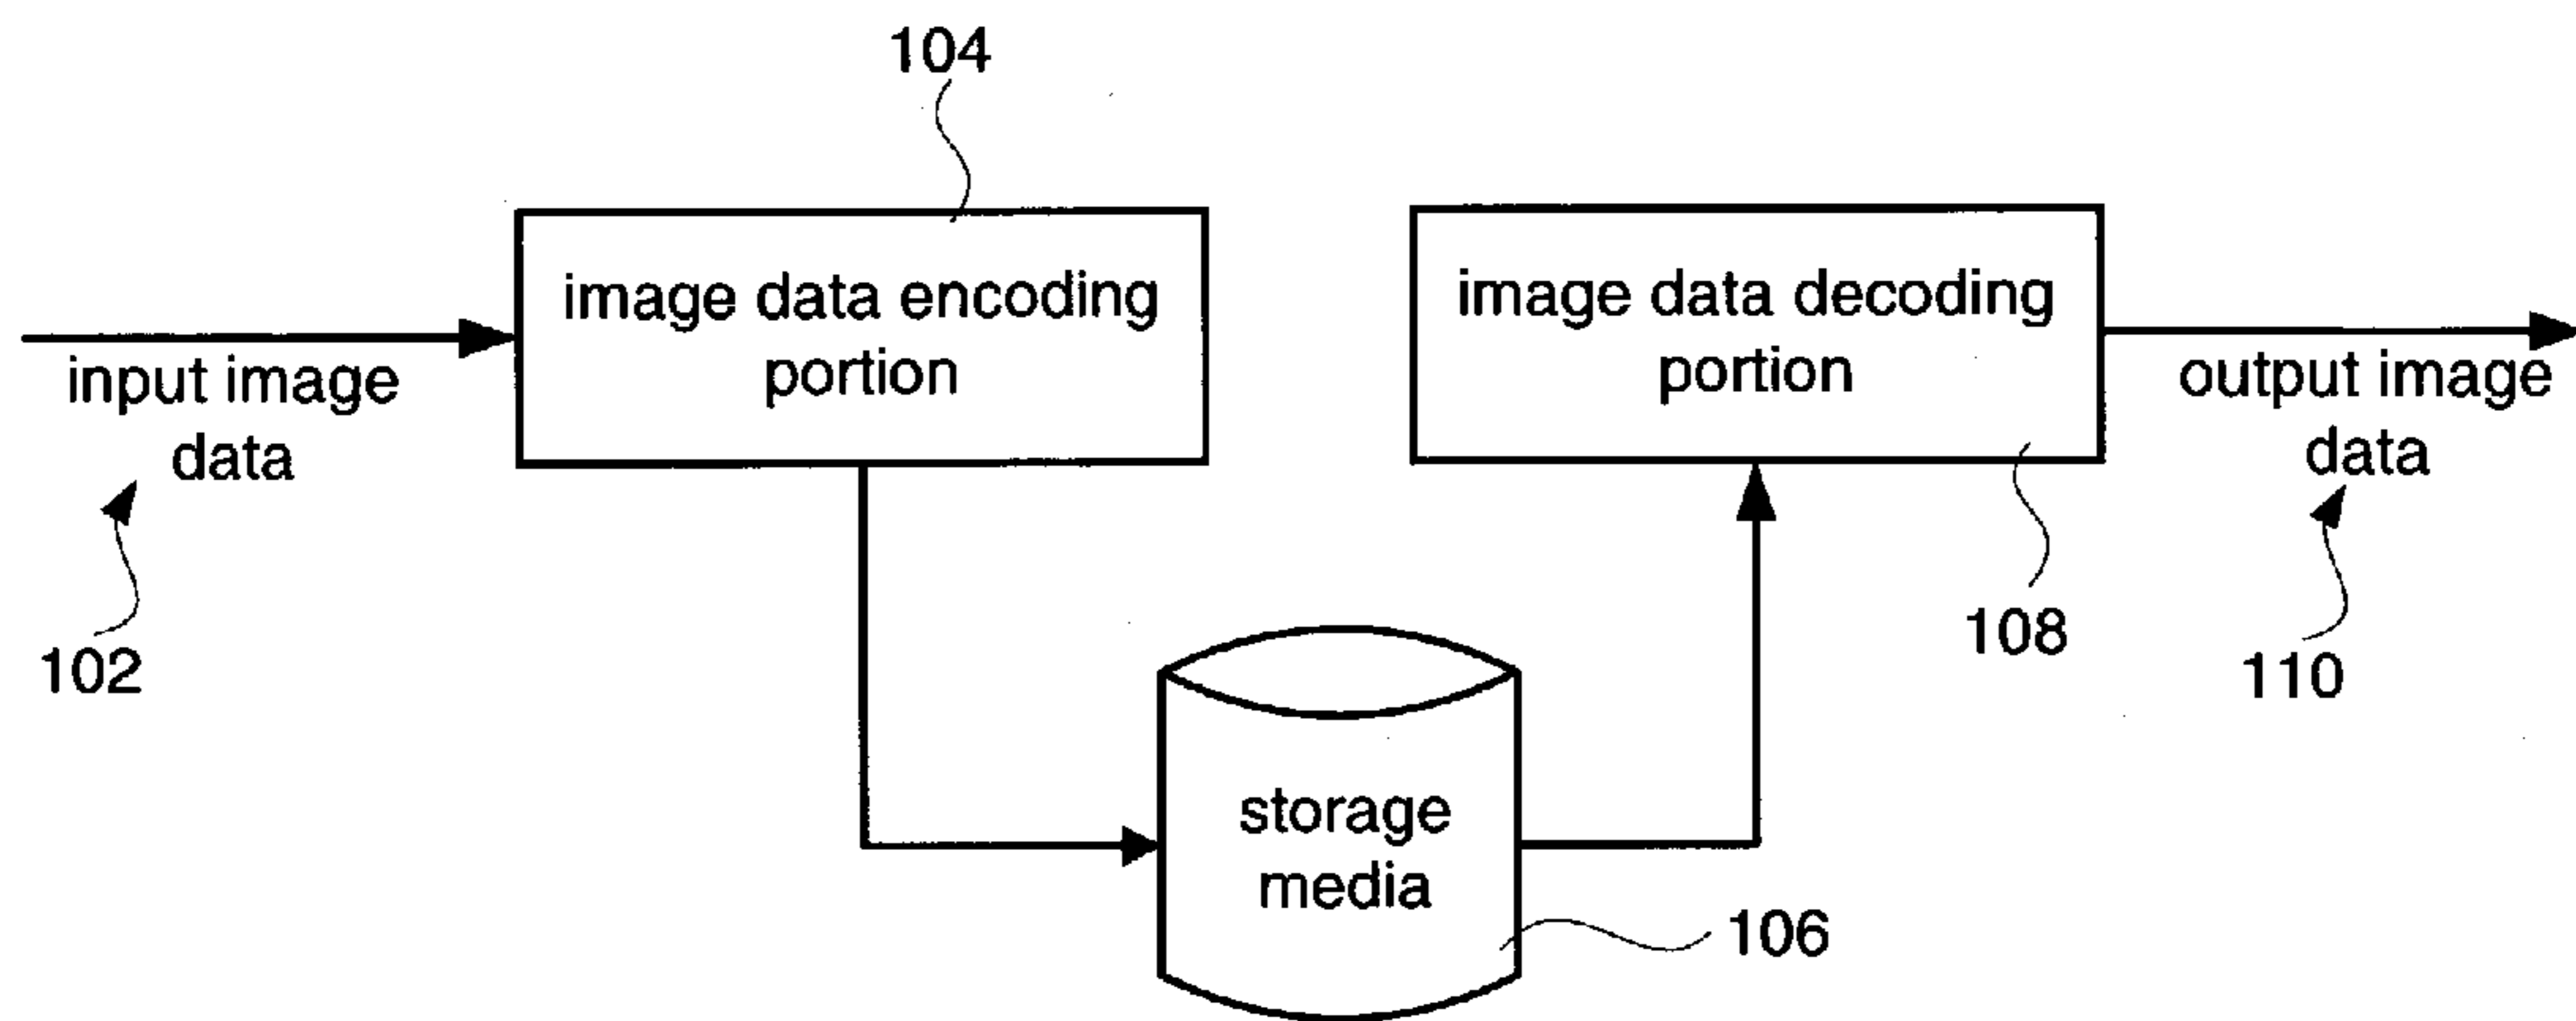 104
image data encoding
portion
image data decoding
portion
input image
data
output image
data
102
108
110
storage
media
106